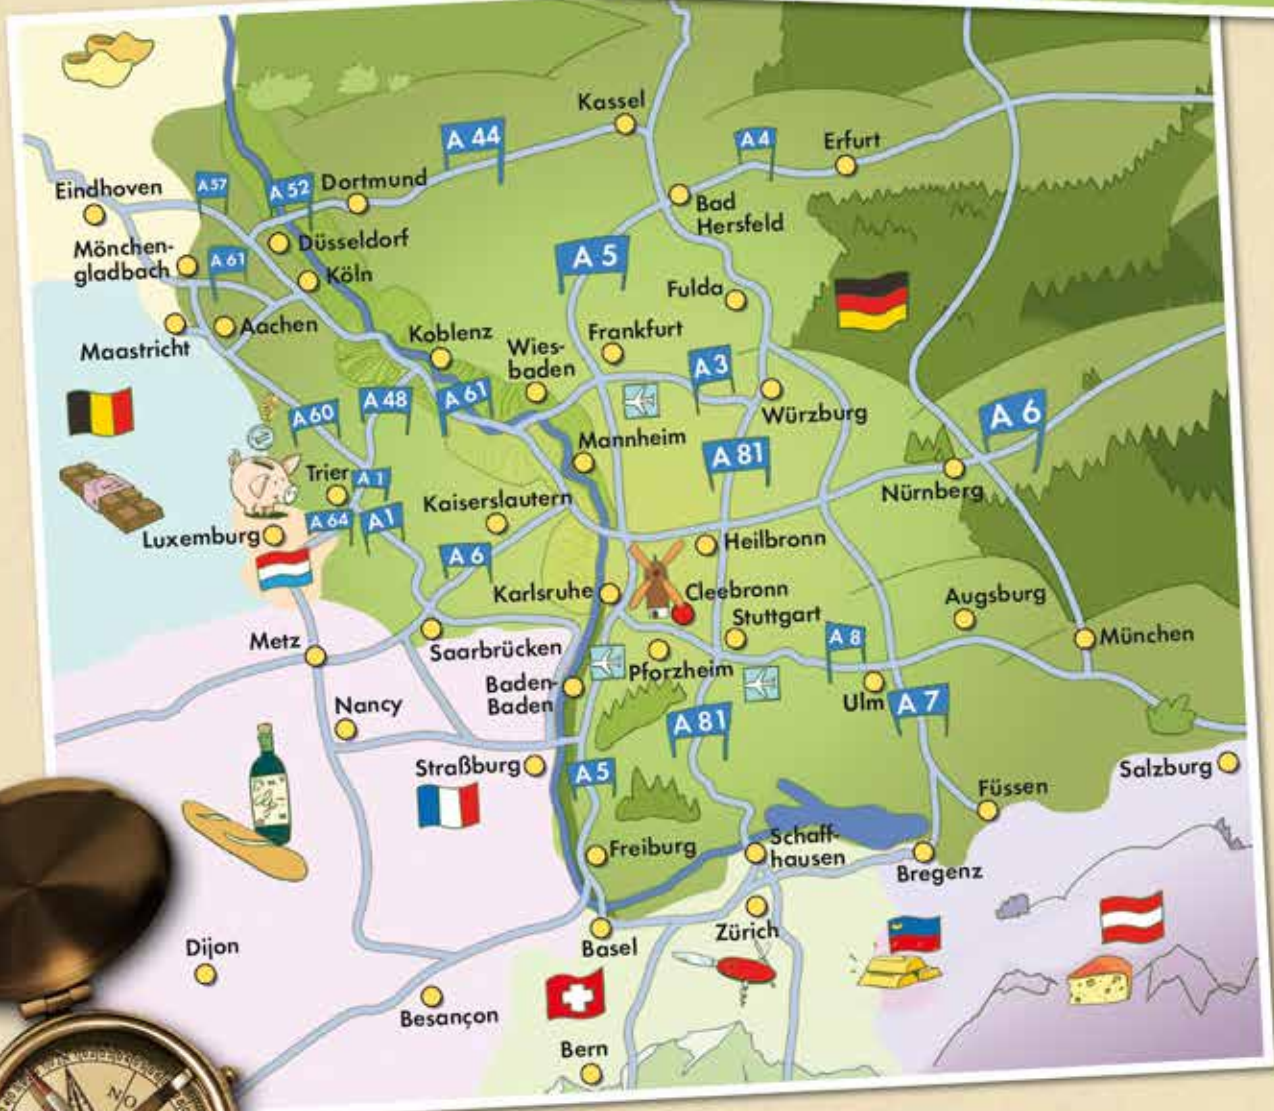 Kassel
A 44
A 4
Erfurt
Eindhoven
A 57
A 52
Dortmund
Bad
Hersfeld
Mönchen-
gladbach
A 61
Düsseldorf
A 5
Köln
Fulda
Maastricht
Aachen
Koblenz
Wies-
baden
Frankfurt
A 3
A 60
A 48
A 61
Würzburg
A 6
Mannheim
A 81
Trier
A 1
Kaiserslautern
Nürnberg
Luxemburg
A 64
A 1
A 6
Heilbronn
Karlsruhe
Cleebronn
Augsburg
Stuttgart
Metz
Saarbrücken
A 8
München
Pforzheim
Baden-
Baden
Nancy
Ulm
A 7
A 81
Straßburg
A 5
Salzburg
Füssen
Freiburg
Schaff-
hausen
Bregenz
Zürich
Dijon
Basel
Besançon
Bern
NO